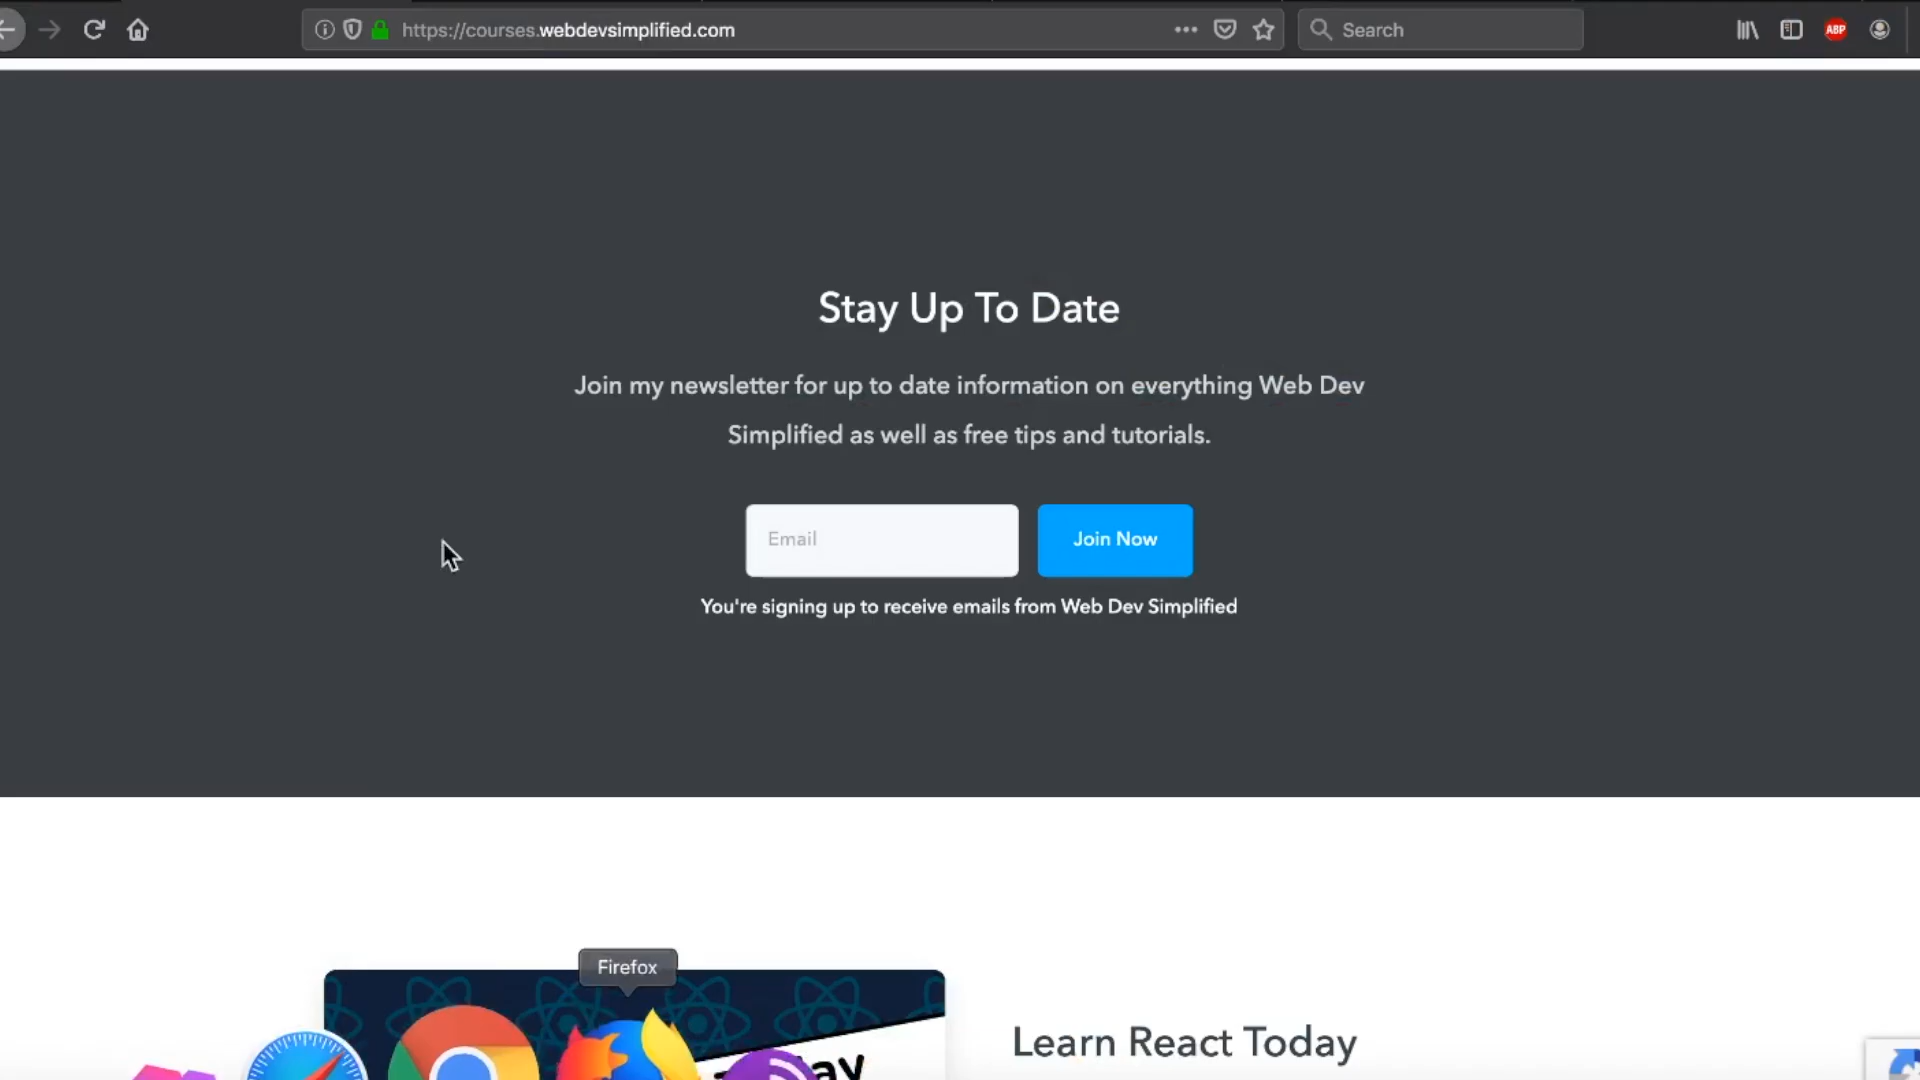 https://courses.webdevsimplified.com
Search
ABP
Stay Up To Date
Join my newsletter for up to date information on everything Web Dev
Simplified as well as free tips and tutorials.
Email
Join Now
You're signing up to receive emails from Web Dev Simplified
Firefox
Learn React Today